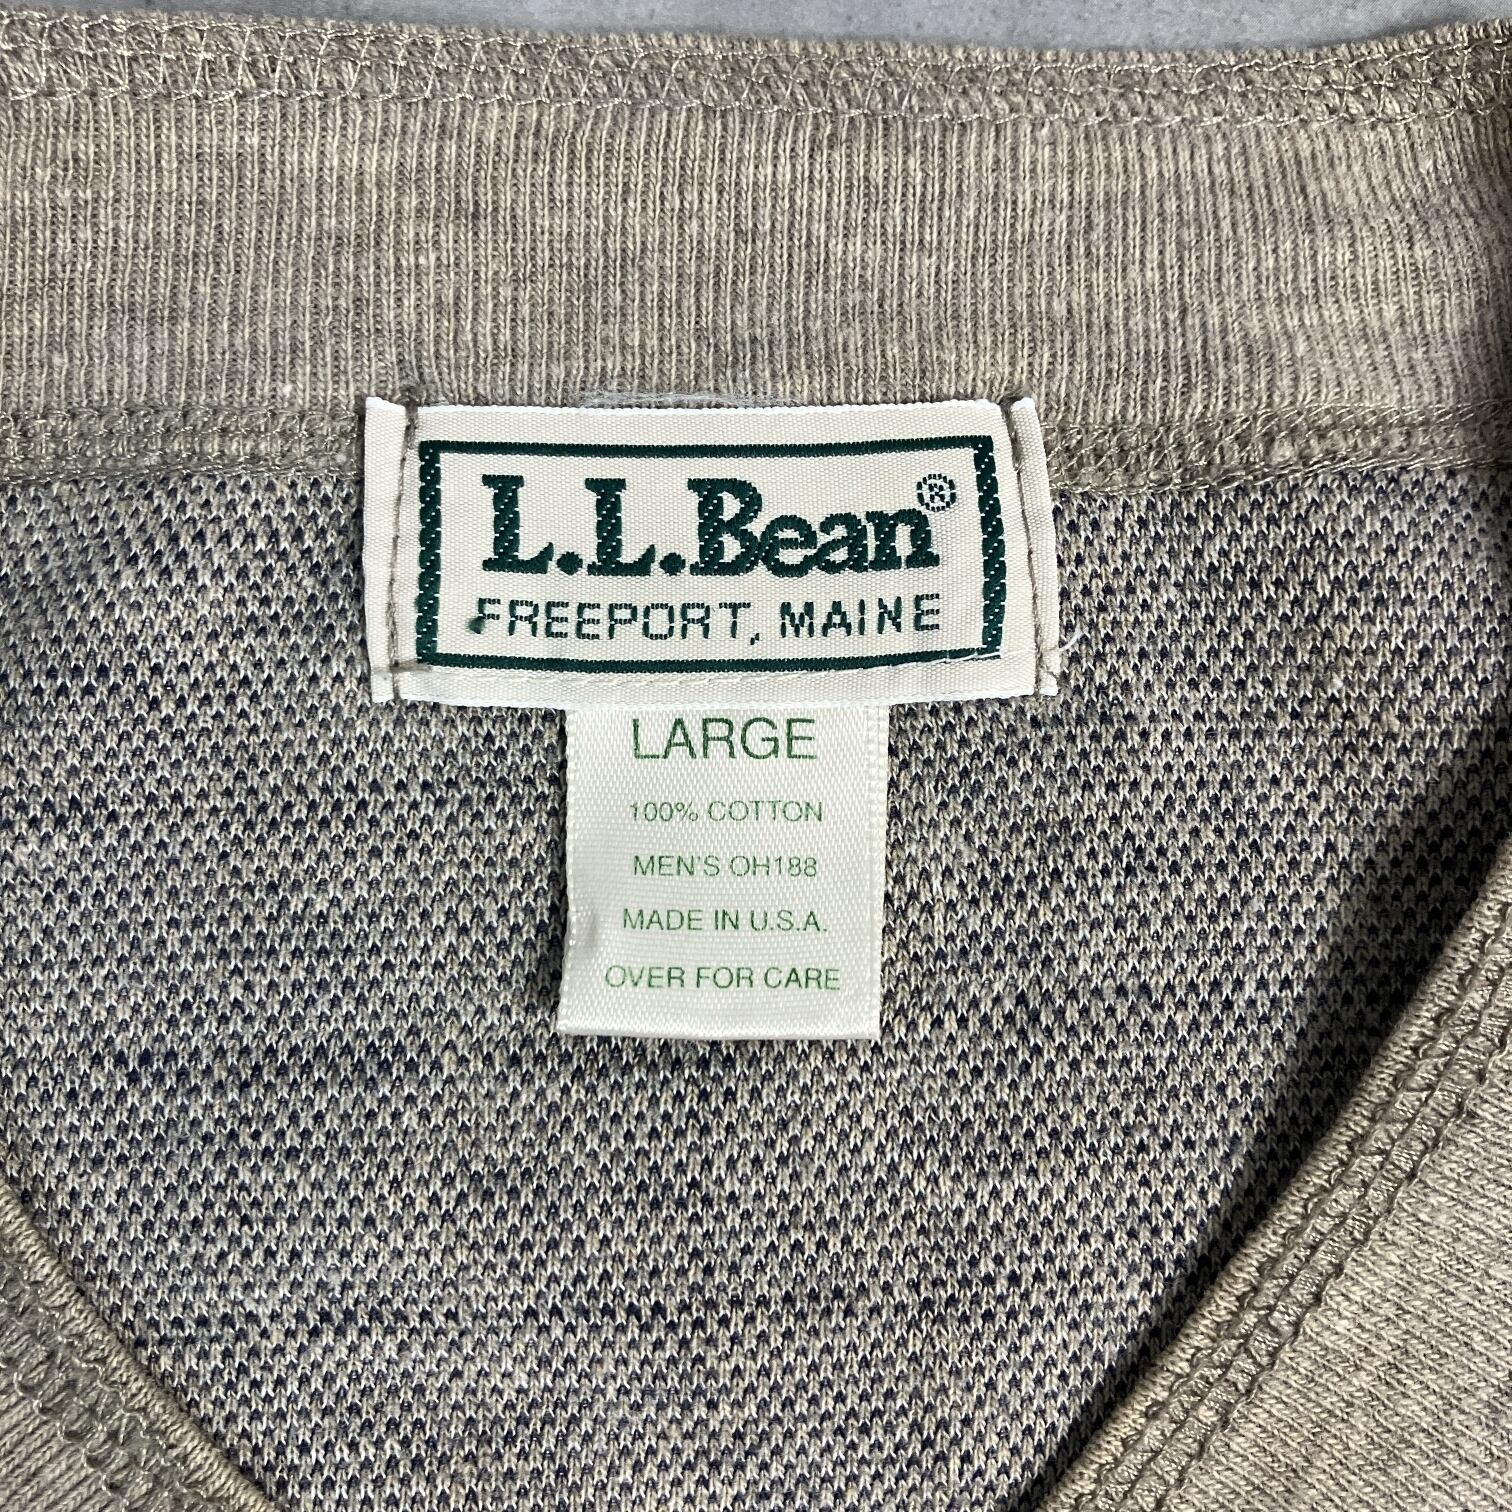 L.L.Bean®
FREEPORT, MAINE
LARGE
100% COTTON
MEN'S OH188
MADE IN U.S.A.
OVER FOR CARE